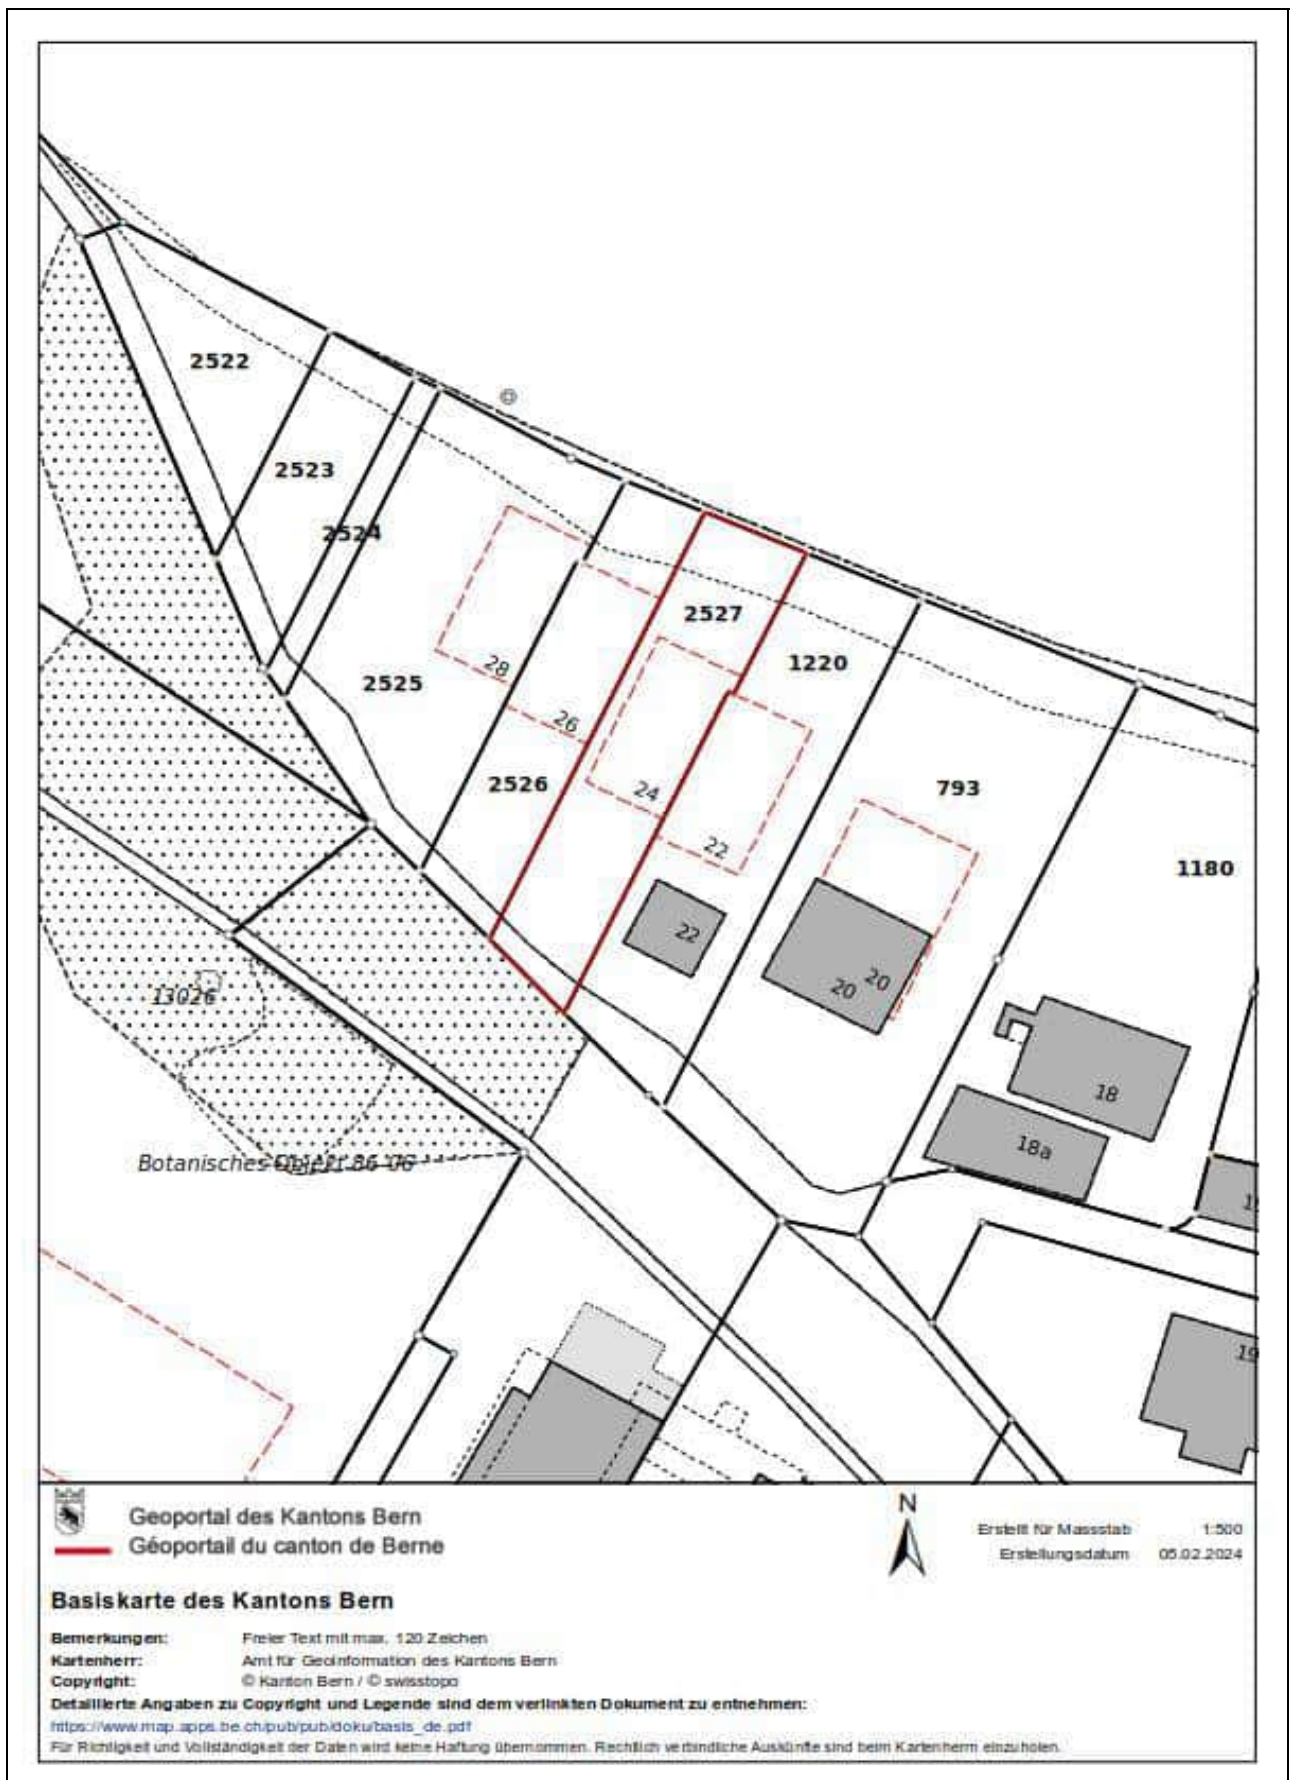 2522
2523
2524
2527
1220
28
2525
26
2526
24
793
22
1180
22
20
20
13026
18
18a
Botanisches Objekt 86 06
19
Geoportal des Kantons Bern
Géoportail du canton de Berne
N
Erstellt für Massstab 1:500
Erstellungsdatum 05.02.2024
Basiskarte des Kantons Bern
Bemerkungen: Freier Text mit max. 120 Zeichen
Kartenherr: Amt für Geoinformation des Kantons Bern
Copyright: © Kanton Bern / © swisstopo
Detaillierte Angaben zu Copyright und Legende sind dem verlinkten Dokument zu entnehmen:
https://www.map.apps.be.ch/pub/pub/doku/basis_de.pdf
Für Richtigkeit und Vollständigkeit der Daten wird keine Haftung übernommen. Rechtlich verbindliche Auskünfte sind beim Kartenherrn einzuholen.